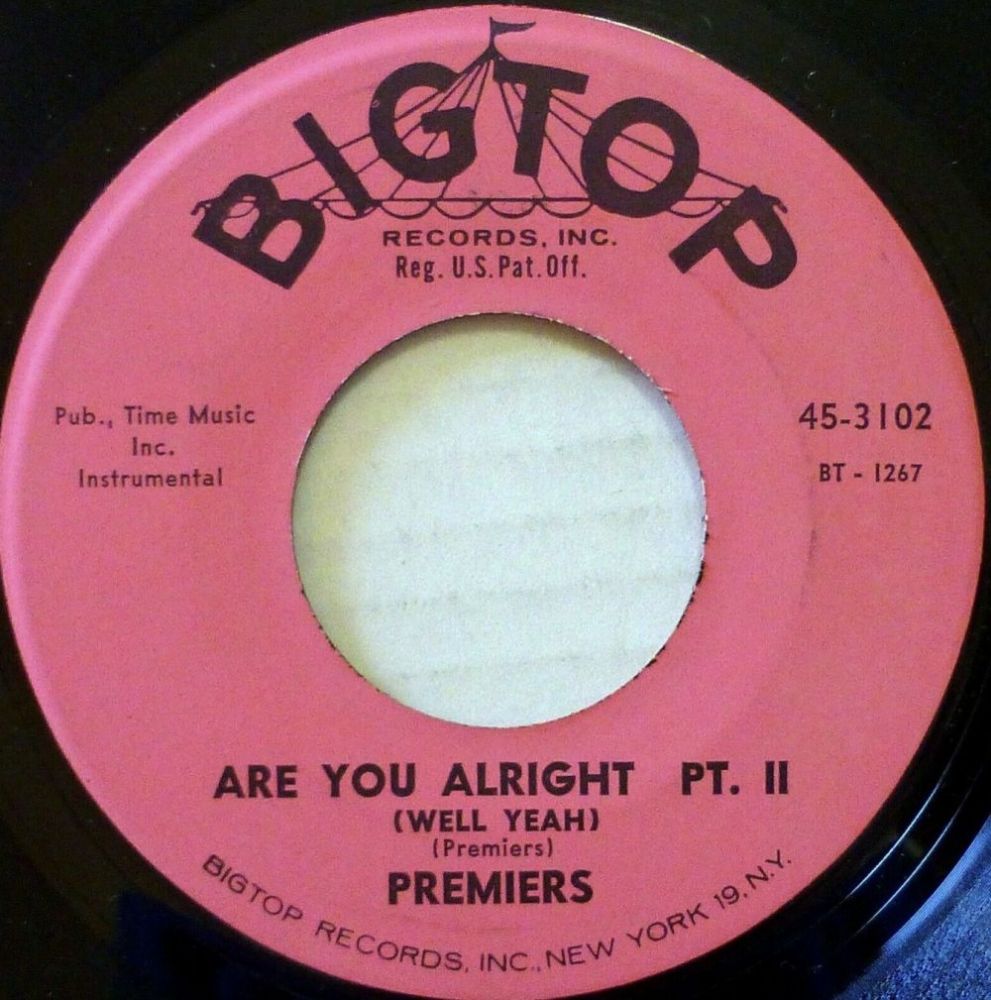 BIGTOP
RECORDS, INC.
Reg. U.S. Pat. Off.
Pub., Time Music
Inc.
Instrumental
45-3102
BT - 1267
ARE YOU ALRIGHT PT. II
(WELL YEAH)
(Premiers)
PREMIERS
BIGTOP RECORDS, INC., NEW YORK 19, N.Y.